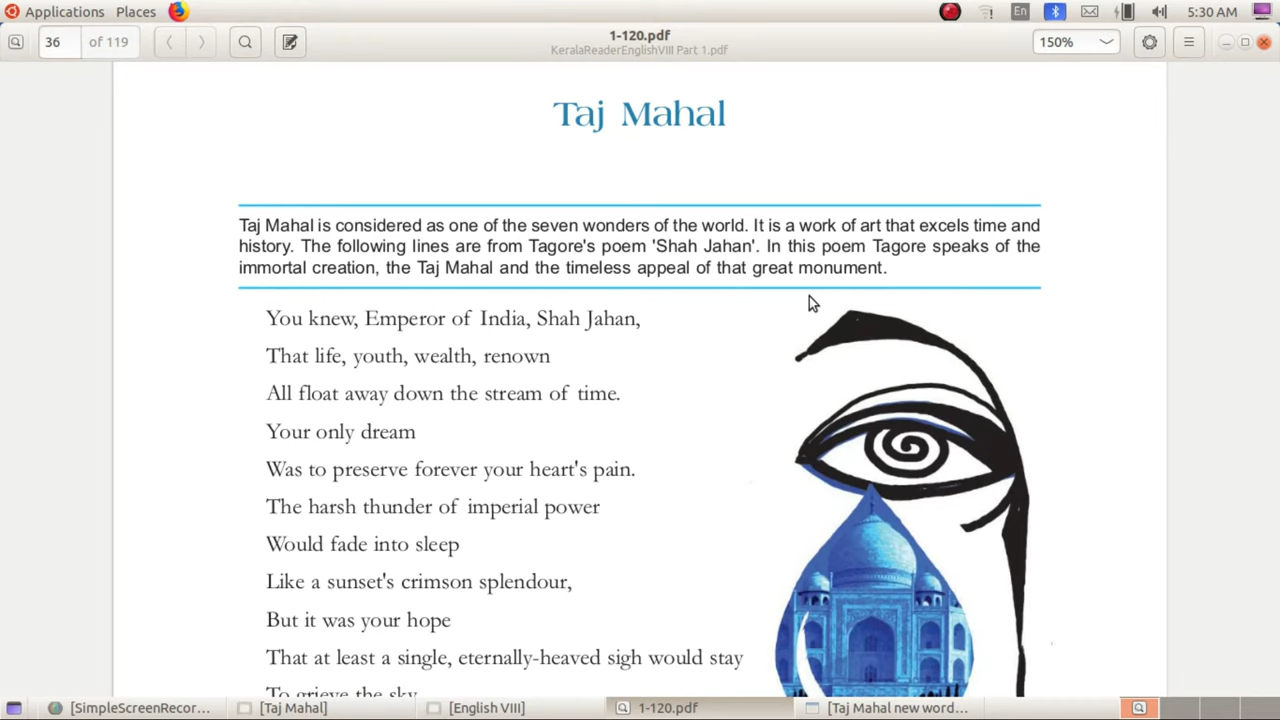 Applications Places En 5:30 AM
36 of 119 1-120.pdf 150%
KeralaReaderEnglishVIII Part 1.pdf
Taj Mahal
Taj Mahal is considered as one of the seven wonders of the world. It is a work of art that excels time and
history. The following lines are from Tagore's poem 'Shah Jahan'. In this poem Tagore speaks of the
immortal creation, the Taj Mahal and the timeless appeal of that great monument.
You knew, Emperor of India, Shah Jahan,
That life, youth, wealth, renown
All float away down the stream of time.
Your only dream
Was to preserve forever your heart's pain.
The harsh thunder of imperial power
Would fade into sleep
Like a sunset's crimson splendour,
But it was your hope
That at least a single, eternally-heaved sigh would stay
To grieve the sky
[SimpleScreenRecor... [Taj Mahal] [English VIII] 1-120.pdf [Taj Mahal new word...